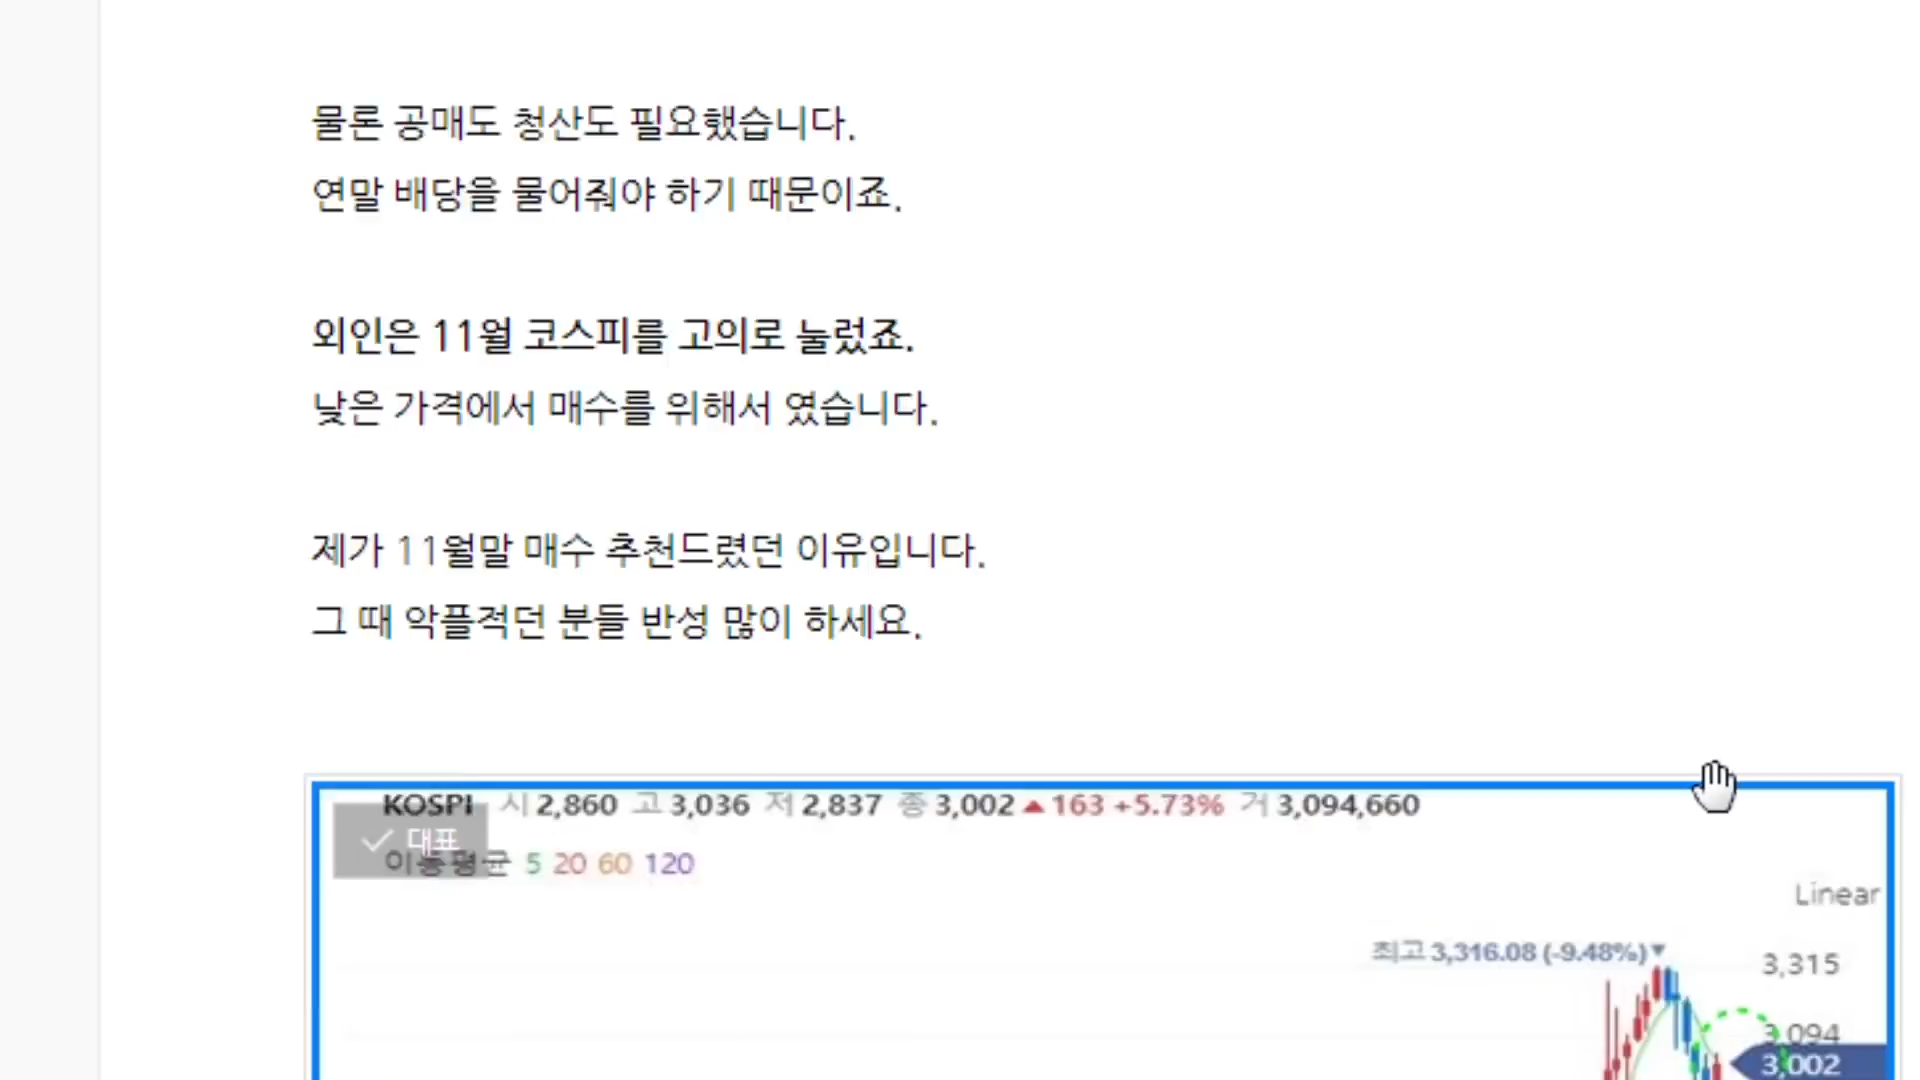 물론 공매도 청산도 필요했습니다.
연말 배당을 물어줘야 하기 때문이죠.
외인은 11월 코스피를 고의로 눌렀죠.
낮은 가격에서 매수를 위해서 였습니다.
제가 11월말 매수 추천드렸던 이유입니다.
그 때 악플적던 분들 반성 많이 하세요.
KOSPI 시 2,860 고 3,036 저 2,837 종 3,002 ▲ 163 +5.73% 거 3,094,660
대표
이동평균 5 20 60 120
Linear
최고 3,316.08 (-9.48%)▼
3,315
3,094
3,002